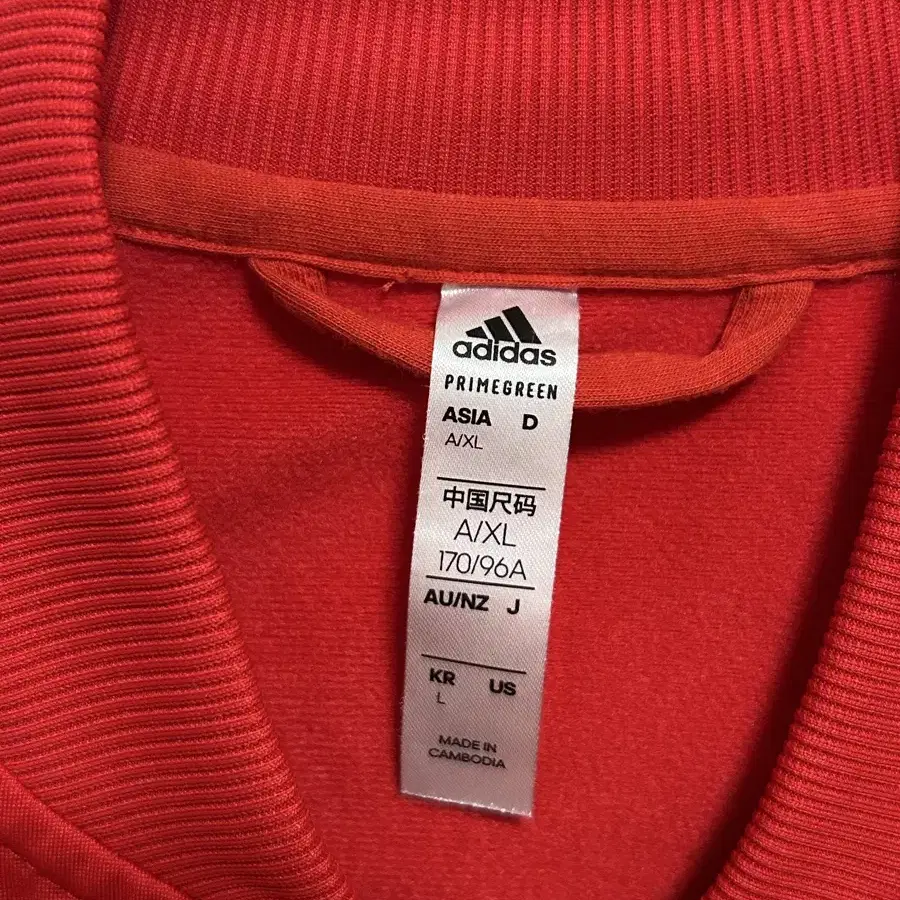 adidas
PRIMEGREEN
ASIA D
A/XL
中国尺码
A/XL
170/96A
AU/NZ J
KR US
L
MADE IN
CAMBODIA